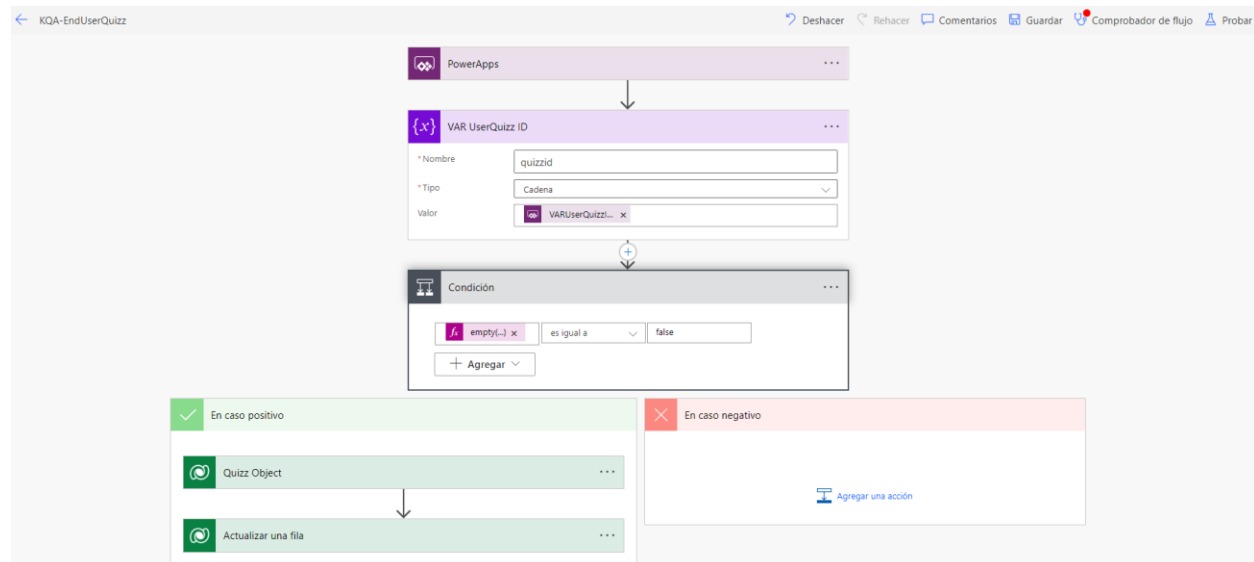 KQA-EndUserQuizz
Deshacer Rehacer Comentarios Guardar Comprobador de flujo Probar
PowerApps
{x} VAR UserQuizz ID
*Nombre quizzid
*Tipo Cadena
Valor VARUserQuizzI... x
Condición
fx empty(...) x es igual a false
+ Agregar
En caso positivo
En caso negativo
Quizz Object
Agregar una acción
Actualizar una fila